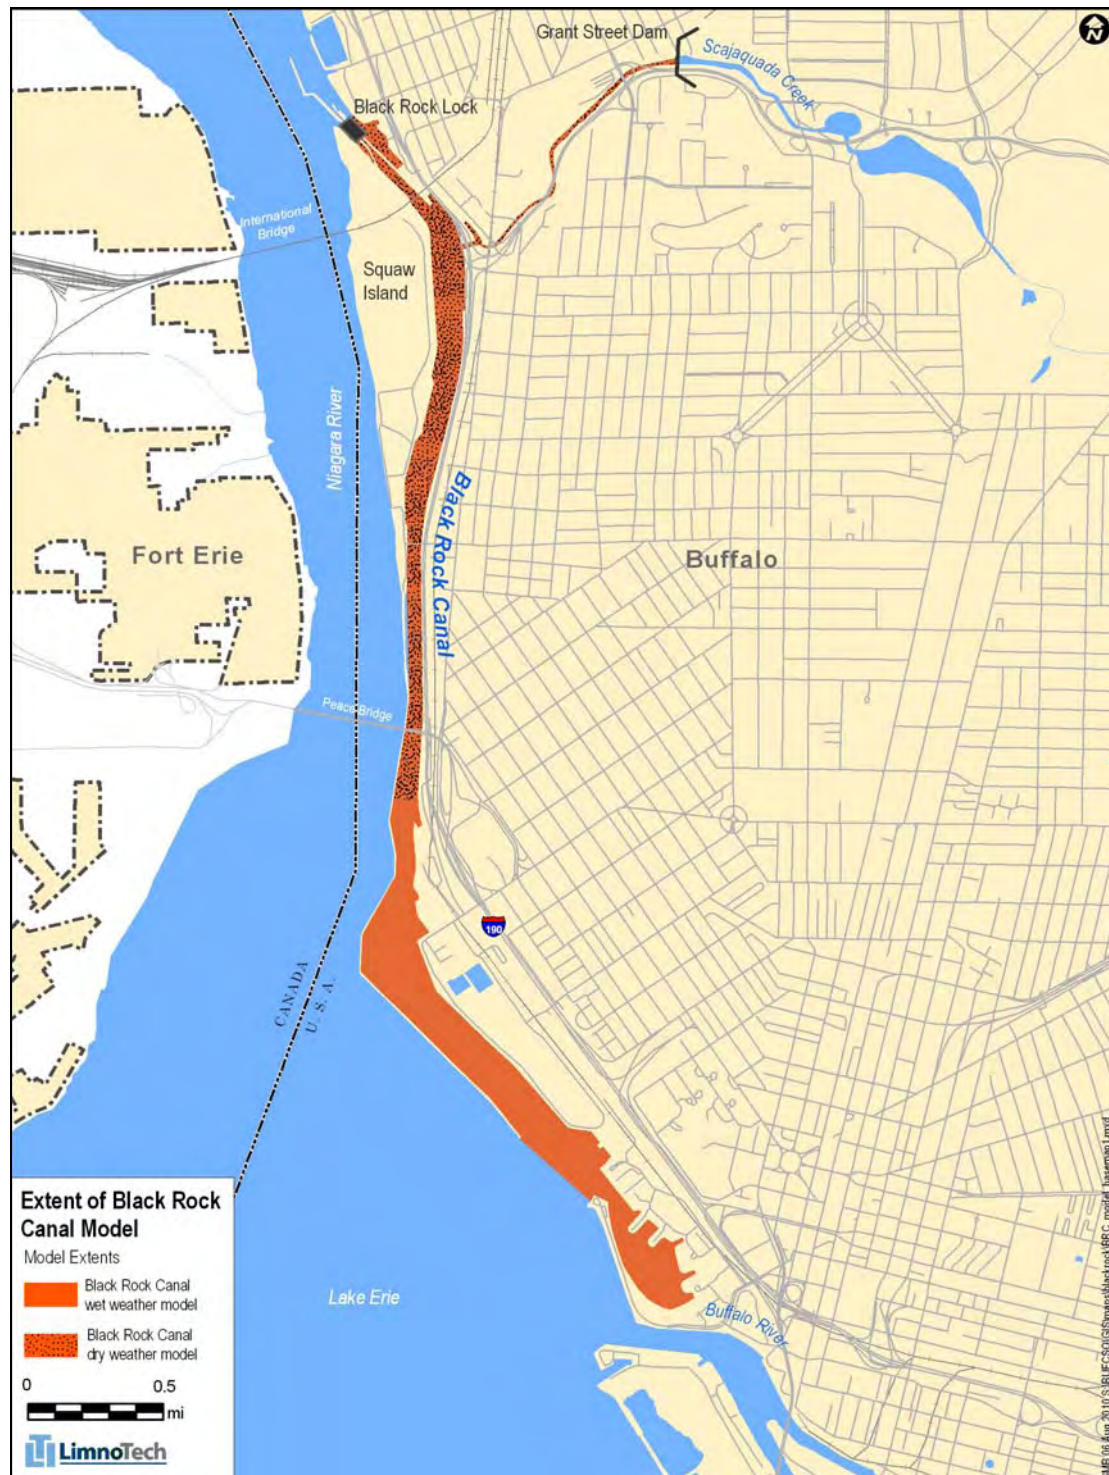 Grant Street Dam
Scajaquada Creek
N
Black Rock Lock
International
Bridge
Squaw
Island
Niagara River
Black Rock Canal
Fort Erie
Buffalo
Peace Bridge
190
CANADA
U. S. A.
Extent of Black Rock
Canal Model
Model Extents
Black Rock Canal
wet weather model
Black Rock Canal
dry weather model
0 0.5
mi
LimnoTech
Lake Erie
Buffalo River